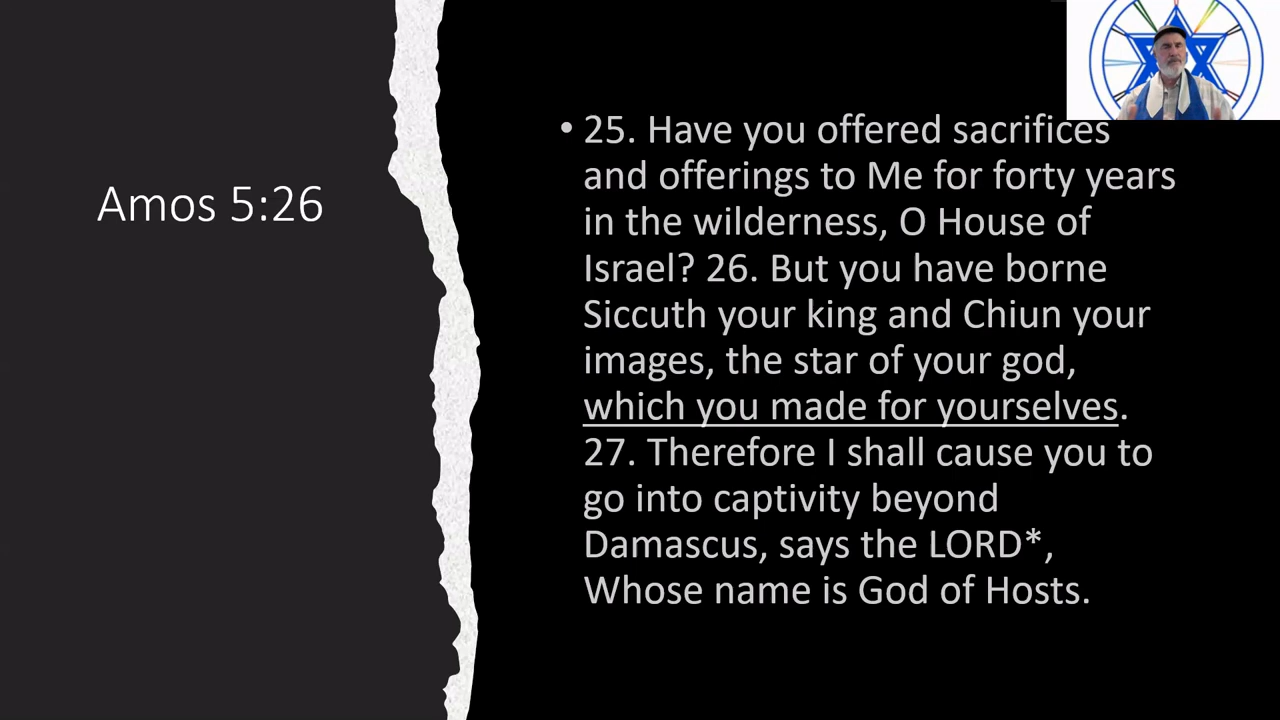 Amos 5:26
• 25. Have you offered sacrifices
and offerings to Me for forty years
in the wilderness, O House of
Israel? 26. But you have borne
Siccuth your king and Chiun your
images, the star of your god,
which you made for yourselves.
27. Therefore I shall cause you to
go into captivity beyond
Damascus, says the LORD*,
Whose name is God of Hosts.